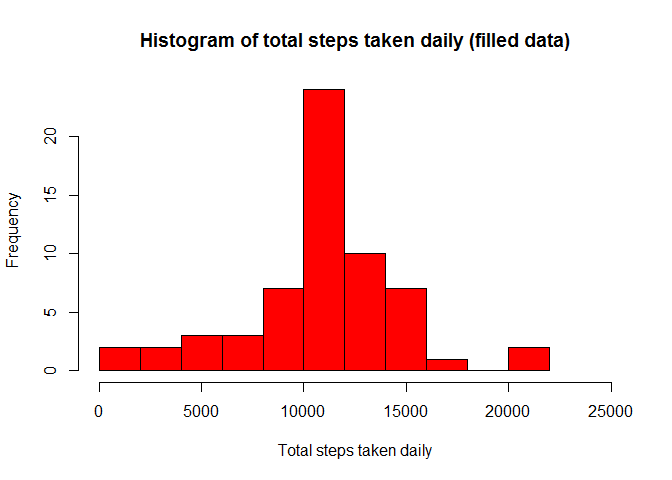 Histogram of total steps taken daily (filled data)
Frequency
20
15
10
5
0
0 5000 10000 15000 20000 25000
Total steps taken daily